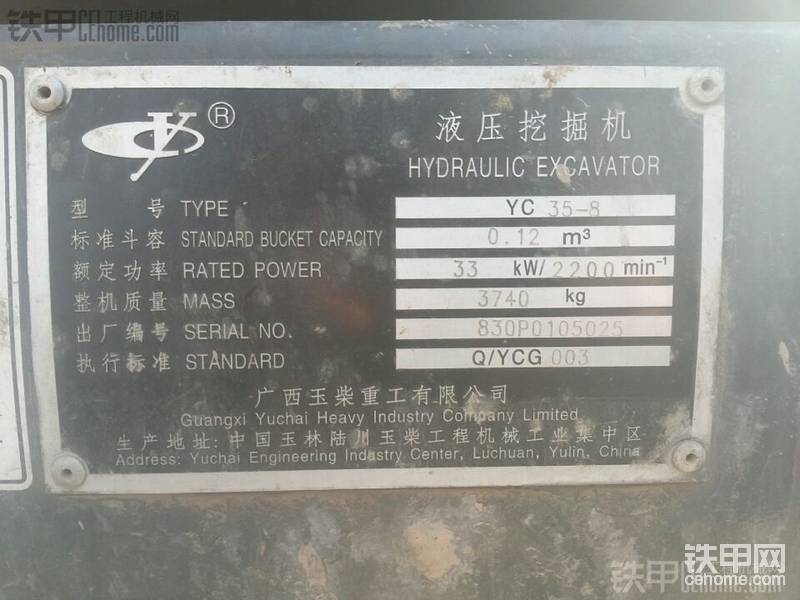 铁甲 工程机械网
CEhome.com
®
液压挖掘机
HYDRAULIC EXCAVATOR
型号 TYPE YC 35-8
标准斗容 STANDARD BUCKET CAPACITY 0.12 m³
额定功率 RATED POWER 33 kW/2200 min⁻¹
整机质量 MASS 3740 kg
出厂编号 SERIAL NO. 830P0105025
执行标准 STANDARD Q/YCG 003
广西玉柴重工有限公司
Guangxi Yuchai Heavy Industry Company Limited
生产地址: 中国玉林陆川玉柴工程机械工业集中区
Address: Yuchai Engineering Industry Center, Luchuan, Yulin, China
铁甲网
cehome.com